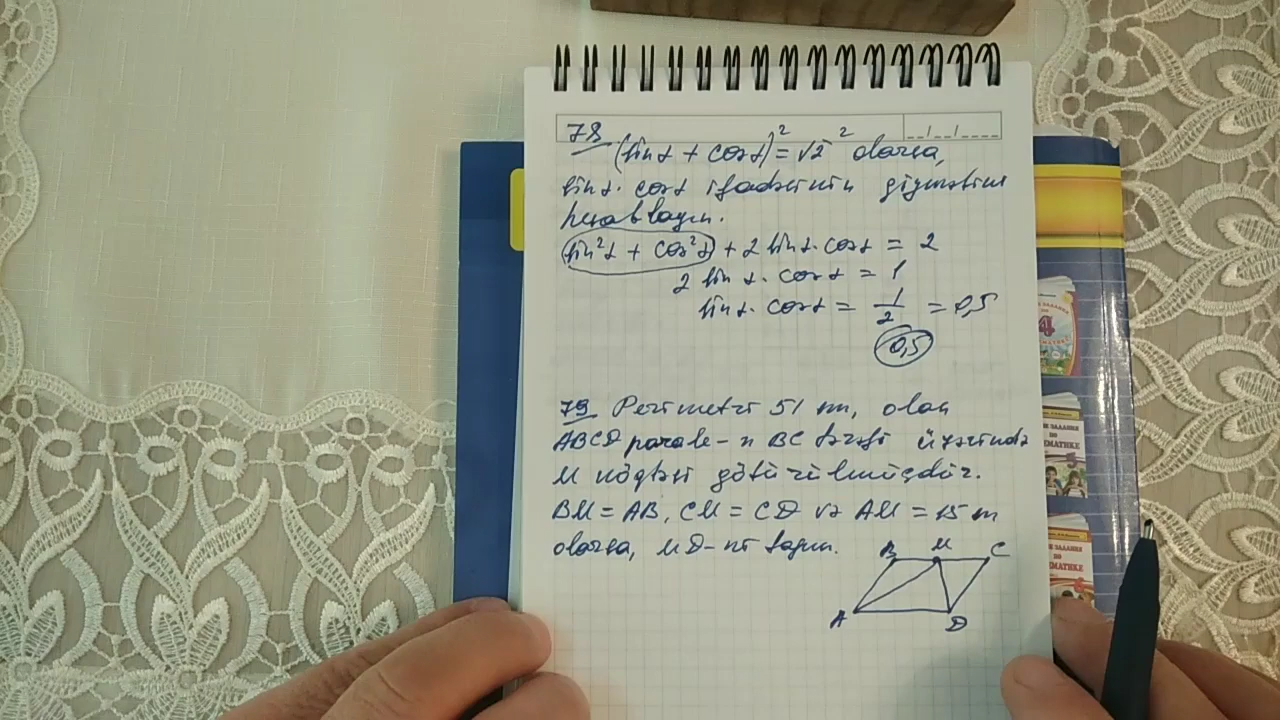 78
(sinα + cosα)² = √2² olarsa,
sinα · cosα ifadəsinin qiymətini
hesablayın.
sin²α + cos²α + 2 sinα · cosα = 2
2 sinα · cosα = 1
sinα · cosα = 1/2 = 0,5
0,5
79 Perimetri 51 m, olan
ABCD parale-n BC tərəfi üzərində
M nöqtəsi götürülmüşdür.
BM = AB, CM = CD və AM = 15 m
olarsa, MD-ni tapın.
B M C
A D
4